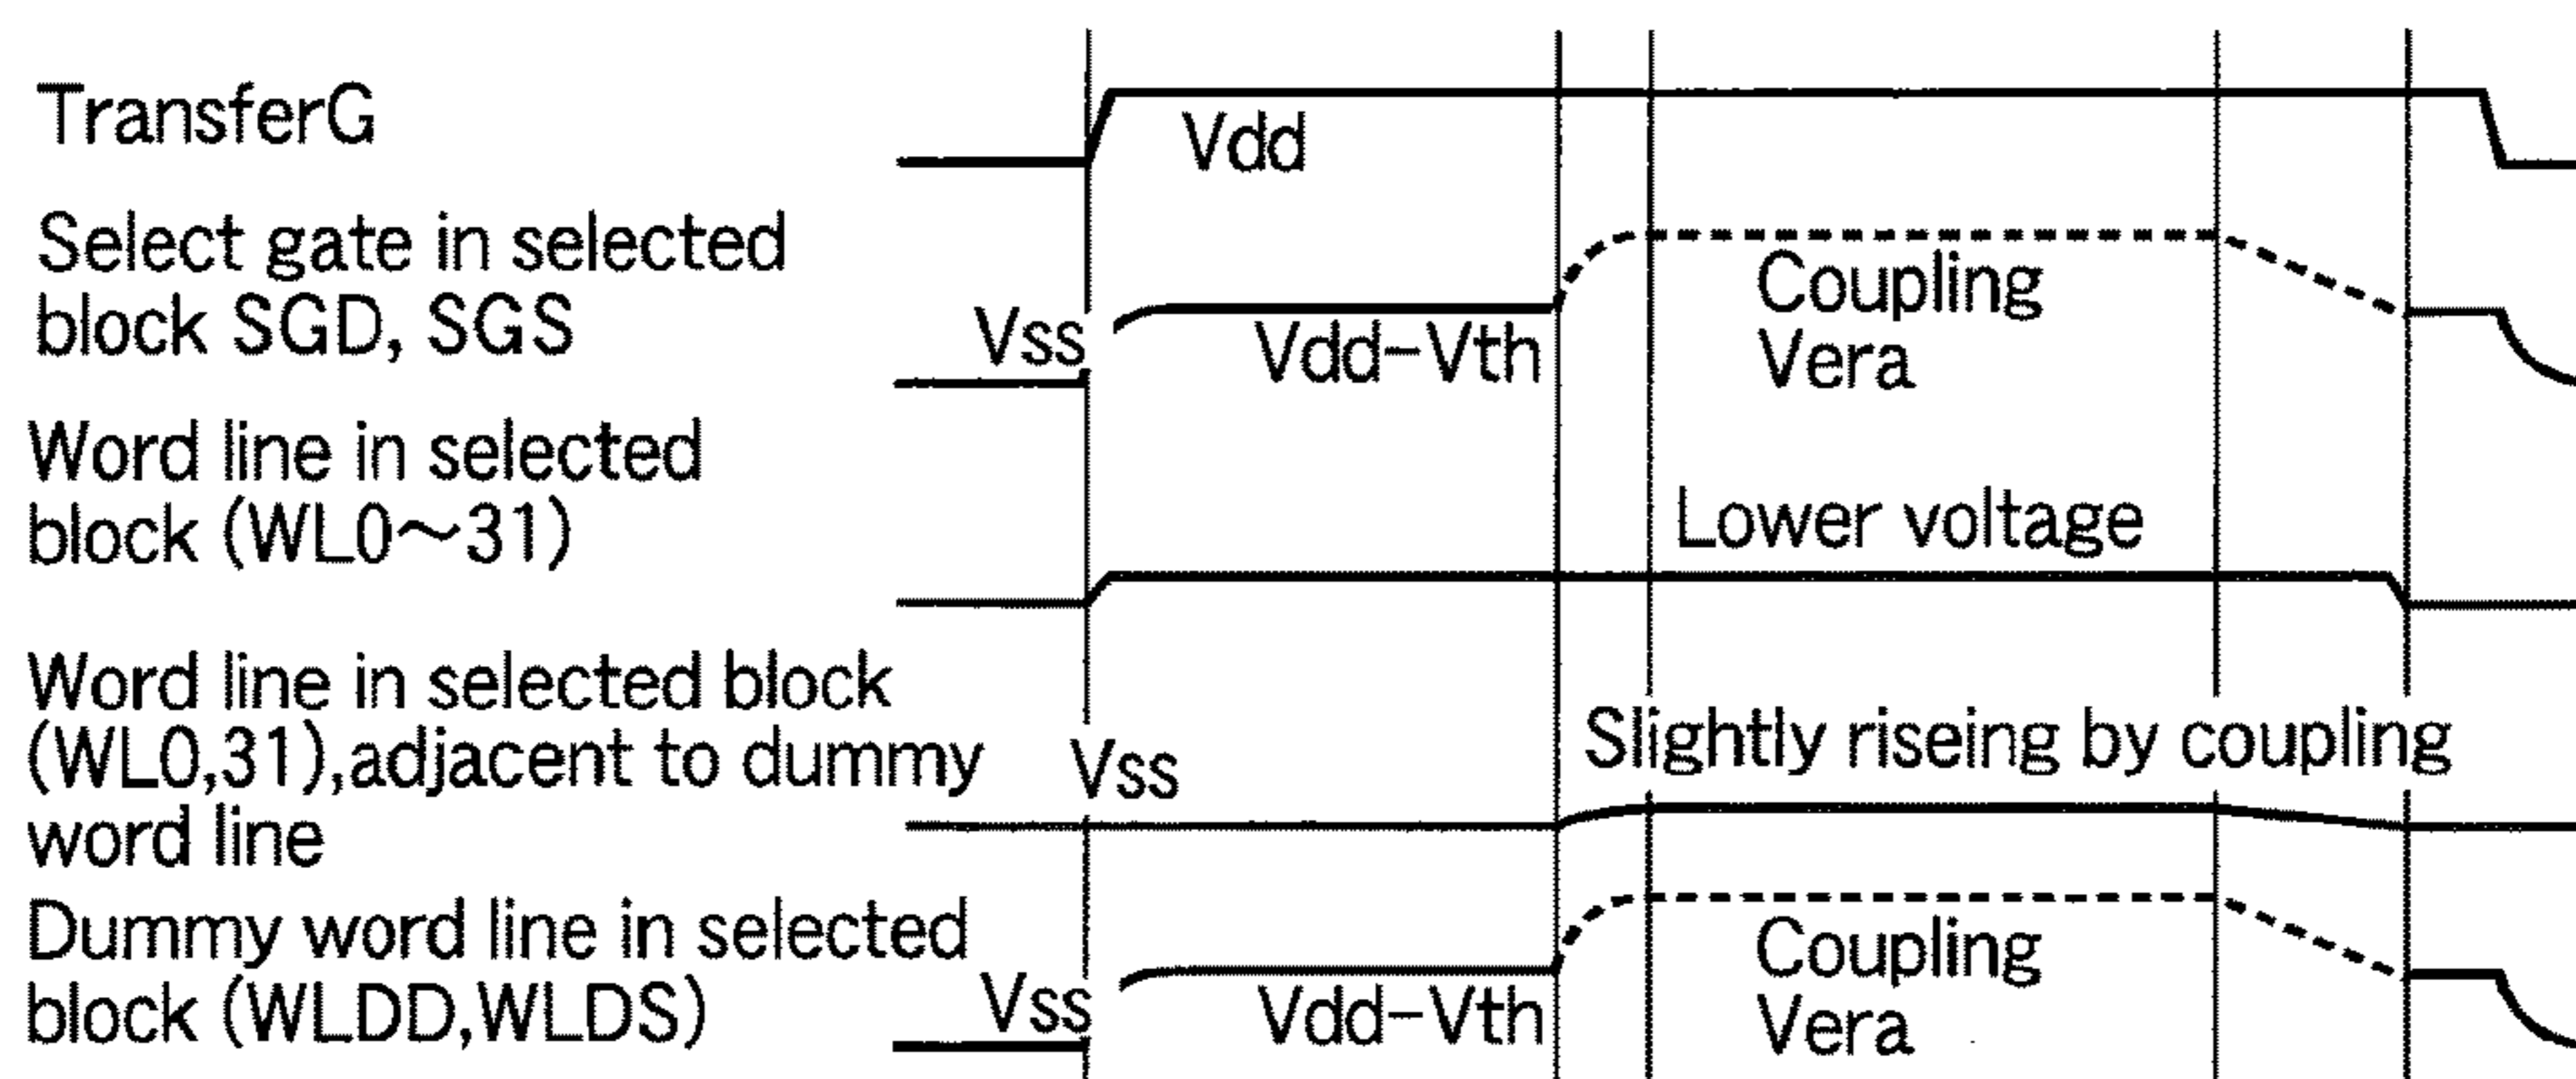 TransferG
Vdd
Select gate in selected
block SGD, SGS
Vss
Vdd-Vth
Coupling
Vera
Word line in selected
block (WL0～31)
Lower voltage
Word line in selected block
(WL0,31),adjacent to dummy
word line
Vss
Slightly riseing by coupling
Dummy word line in selected
block (WLDD,WLDS)
Vss
Vdd-Vth
Coupling
Vera